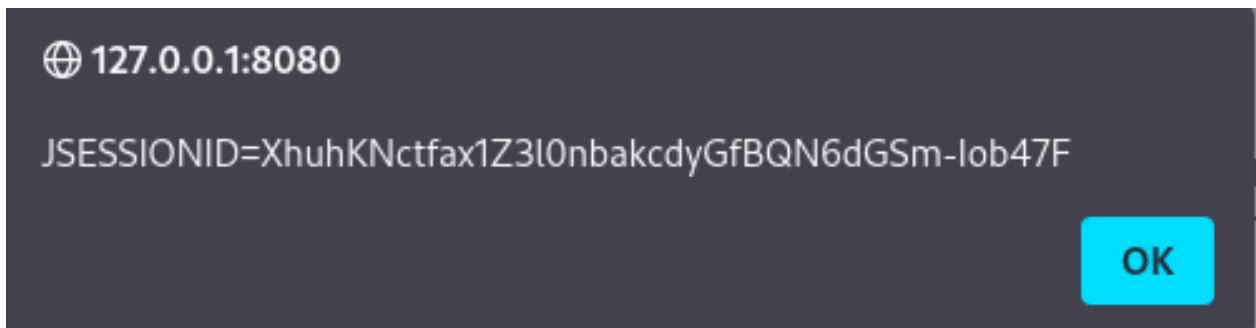 127.0.0.1:8080
JSESSIONID=XhuhKNctfax1Z3l0nbakcdyGfBQN6dGSm-Iob47F
OK